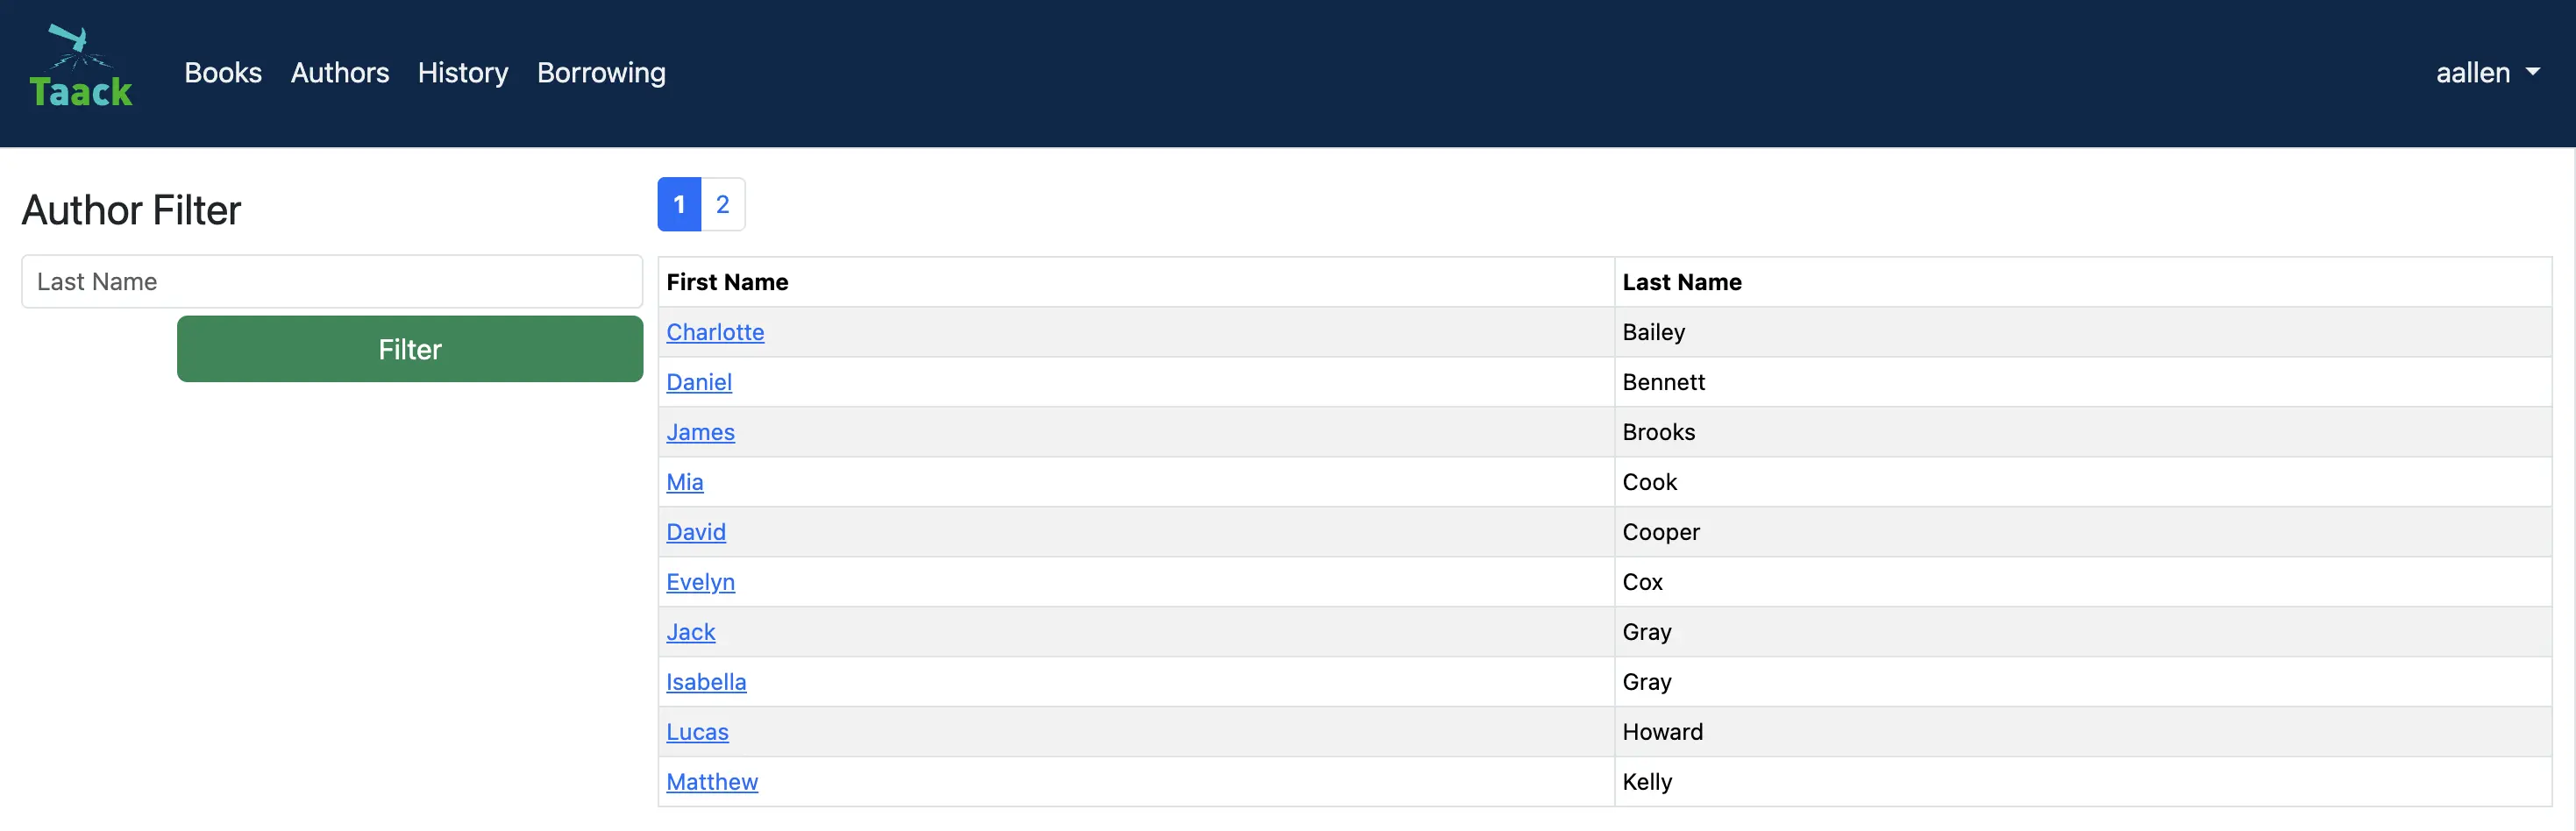 Taack
Books Authors History Borrowing
aallen
Author Filter
Last Name
Filter
1 2
First Name Last Name
Charlotte Bailey
Daniel Bennett
James Brooks
Mia Cook
David Cooper
Evelyn Cox
Jack Gray
Isabella Gray
Lucas Howard
Matthew Kelly